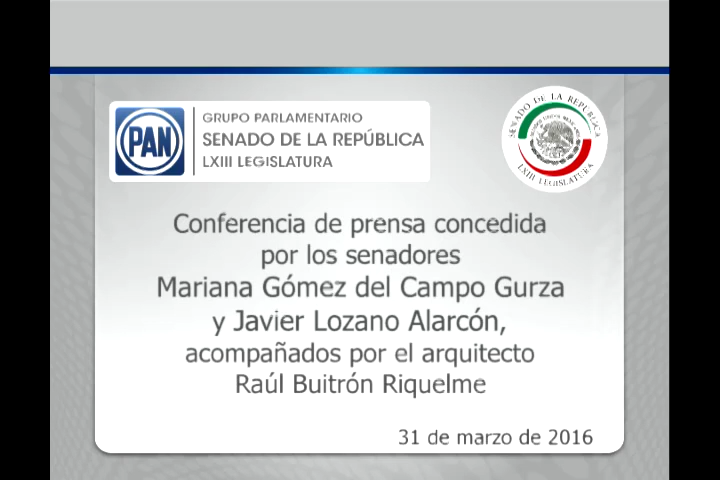 PAN
GRUPO PARLAMENTARIO
SENADO DE LA REPÚBLICA
LXIII LEGISLATURA
SENADO DE LA REPÚBLICA
LXIII LEGISLATURA
Conferencia de prensa concedida
por los senadores
Mariana Gómez del Campo Gurza
y Javier Lozano Alarcón,
acompañados por el arquitecto
Raúl Buitrón Riquelme
31 de marzo de 2016